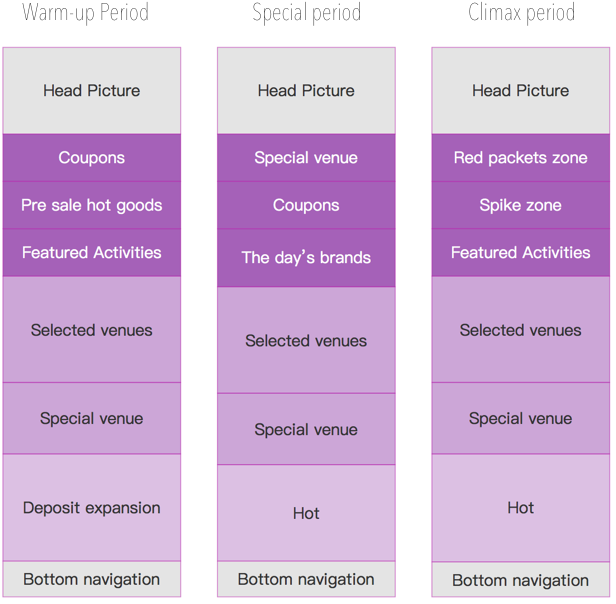 Warm-up Period
Head Picture
Coupons
Pre sale hot goods
Featured Activities
Selected venues
Special venue
Deposit expansion
Bottom navigation
Special period
Head Picture
Special venue
Coupons
The day's brands
Selected venues
Special venue
Hot
Bottom navigation
Climax period
Head Picture
Red packets zone
Spike zone
Featured Activities
Selected venues
Special venue
Hot
Bottom navigation